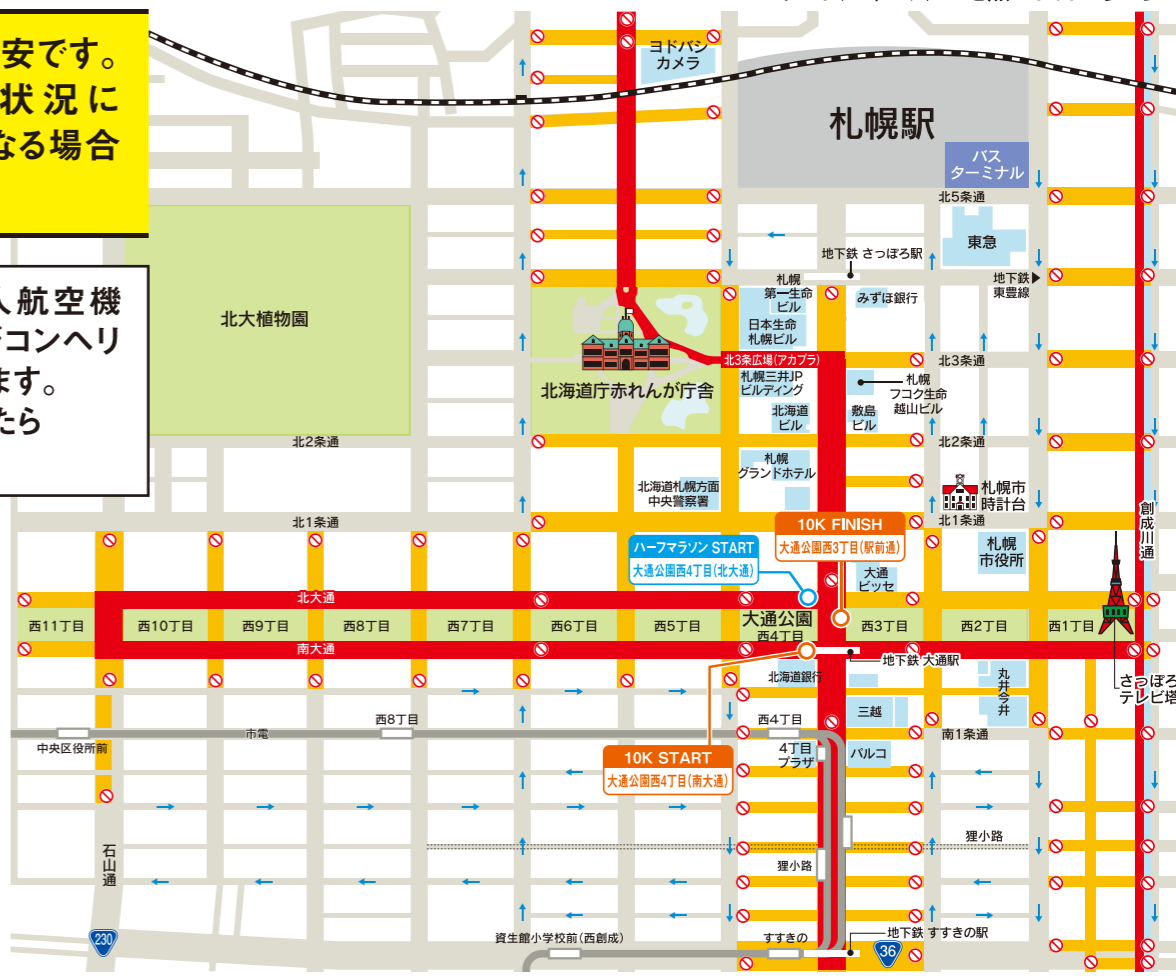 安です。
状況に
なる場合
人航空機
ジコンヘリ
ます。
たら
ヨドバシ
カメラ
札幌駅
バス
ターミナル
北5条通
東急
地下鉄 さっぽろ駅
地下鉄▶
東豊線
北大植物園
札幌
第一生命
ビル
みずほ銀行
日本生命
札幌ビル
北3条広場(アカプラ)
北3条通
北海道庁赤れんが庁舎
札幌三井JP
ビルディング
札幌
フコク生命
越山ビル
北海道
ビル
敷島
ビル
北2条通
北2条通
札幌
グランドホテル
北海道札幌方面
中央警察署
札幌市
時計台
北1条通
北1条通
創成川通
10K FINISH
大通公園西3丁目(駅前通)
ハーフマラソン START
大通公園西4丁目(北大通)
札幌
市役所
大通
ビッセ
北大通
西11丁目
西10丁目
西9丁目
西8丁目
西7丁目
西6丁目
西5丁目
大通公園
西4丁目
西3丁目
西2丁目
西1丁目
南大通
地下鉄 大通駅
北海道銀行
丸井今井
さっぽろ
テレビ塔
西8丁目
西4丁目
三越
中央区役所前
市電
南1条通
4丁目
プラザ
パルコ
10K START
大通公園西4丁目(南大通)
狸小路
狸小路
石山通
230
資生館小学校前(西創成)
すすきの
地下鉄 すすきの駅
36